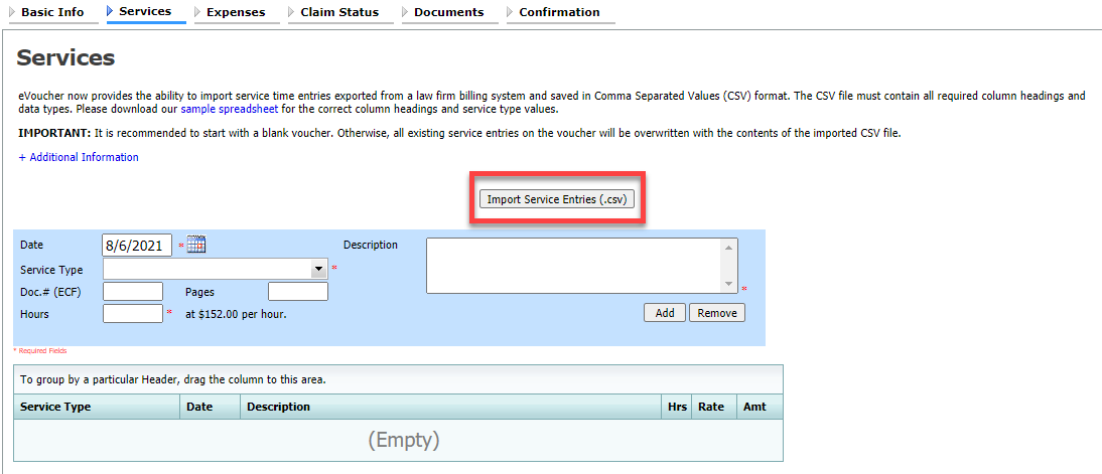 Basic Info Services Expenses Claim Status Documents Confirmation
Services
eVoucher now provides the ability to import service time entries exported from a law firm billing system and saved in Comma Separated Values (CSV) format. The CSV file must contain all required column headings and
data types. Please download our sample spreadsheet for the correct column headings and service type values.
IMPORTANT: It is recommended to start with a blank voucher. Otherwise, all existing service entries on the voucher will be overwritten with the contents of the imported CSV file.
+ Additional Information
Import Service Entries (.csv)
Date 8/6/2021 * Description
Service Type *
Doc.# (ECF) Pages *
Hours * at $152.00 per hour. Add Remove
* Required Fields
To group by a particular Header, drag the column to this area.
Service Type Date Description Hrs Rate Amt
(Empty)